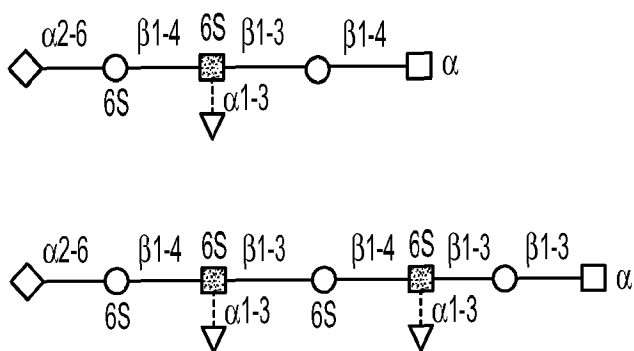 6S
α2-6 β1-4 β1-3 β1-4
α
6S α1-3
6S 6S
α2-6 β1-4 β1-3 β1-4 β1-3 β1-3
α
6S α1-3 6S α1-3